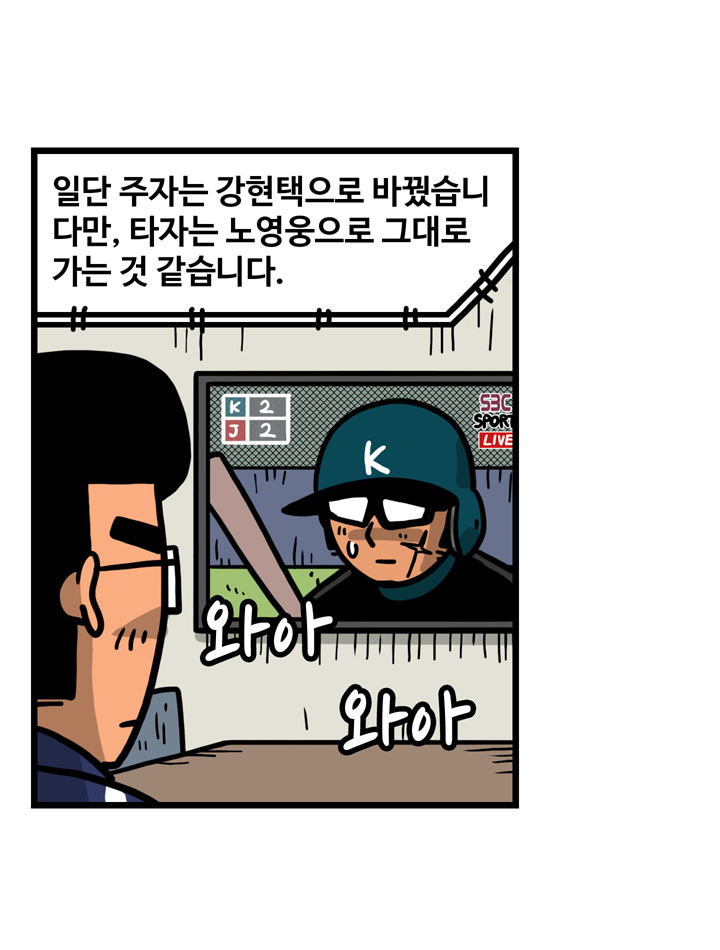 일단 주자는 강현택으로 바꿨습니
다만, 타자는 노영웅으로 그대로
가는 것 같습니다.
K 2
J 2
SBC
SPORT
LIVE
K
와아
와아